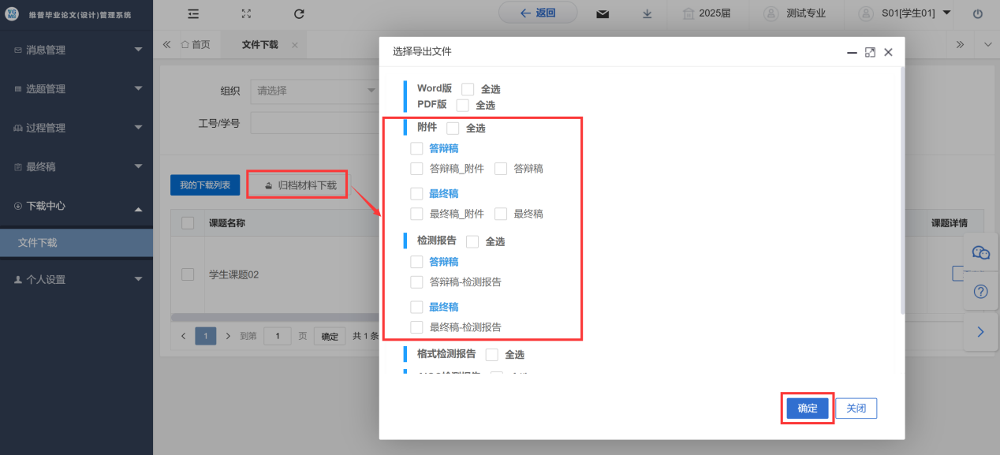 维普毕业论文(设计)管理系统
返回
2025届
测试专业
S01[学生01]
消息管理
选题管理
过程管理
最终稿
下载中心
文件下载
个人设置
首页
文件下载
组织
请选择
工号/学号
我的下载列表
归档材料下载
课题名称
课题详情
学生课题02
1
到第
1
页
确定
共 1 条
选择导出文件
Word版
全选
PDF版
全选
附件
全选
答辩稿
答辩稿_附件
答辩稿
最终稿
最终稿_附件
最终稿
检测报告
全选
答辩稿
答辩稿-检测报告
最终稿
最终稿-检测报告
格式检测报告
全选
确定
关闭